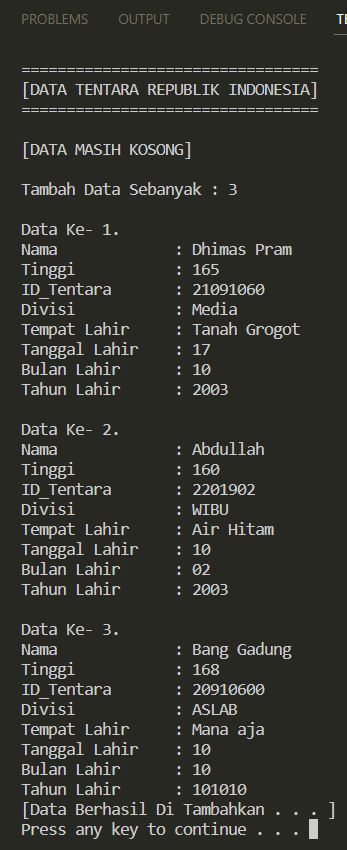 PROBLEMS OUTPUT DEBUG CONSOLE TE
=================================
[DATA TENTARA REPUBLIK INDONESIA]
=================================
[DATA MASIH KOSONG]
Tambah Data Sebanyak : 3
Data Ke- 1.
Nama : Dhimas Pram
Tinggi : 165
ID_Tentara : 21091060
Divisi : Media
Tempat Lahir : Tanah Grogot
Tanggal Lahir : 17
Bulan Lahir : 10
Tahun Lahir : 2003
Data Ke- 2.
Nama : Abdullah
Tinggi : 160
ID_Tentara : 2201902
Divisi : WIBU
Tempat Lahir : Air Hitam
Tanggal Lahir : 10
Bulan Lahir : 02
Tahun Lahir : 2003
Data Ke- 3.
Nama : Bang Gadung
Tinggi : 168
ID_Tentara : 20910600
Divisi : ASLAB
Tempat Lahir : Mana aja
Tanggal Lahir : 10
Bulan Lahir : 10
Tahun Lahir : 101010
[Data Berhasil Di Tambahkan . . . ]
Press any key to continue . . .